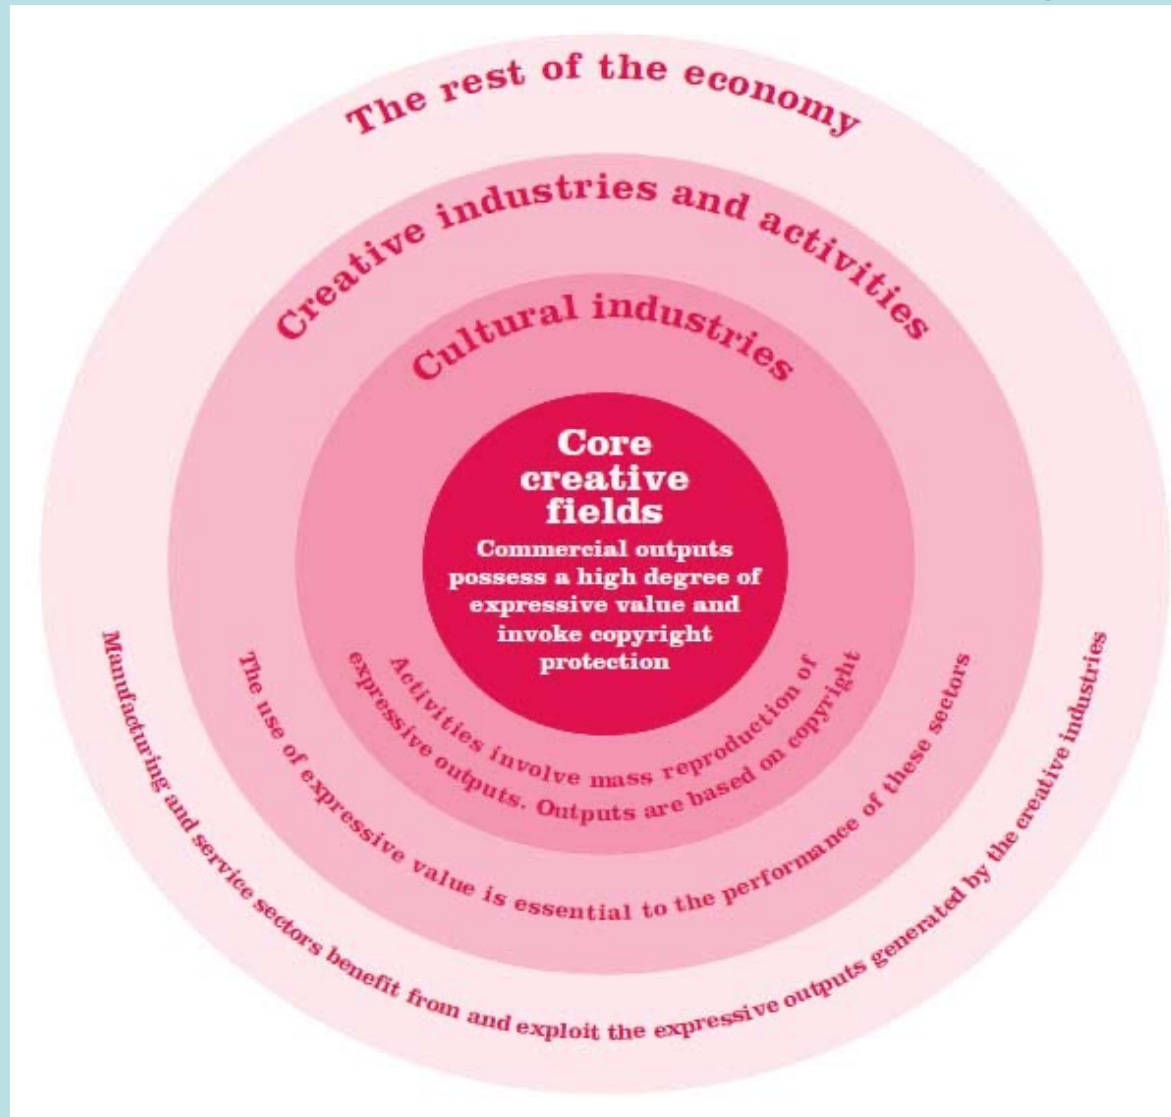 The rest of the economy
Creative industries and activities
Cultural industries
Core
creative
fields
Commercial outputs
possess a high degree of
expressive value and
invoke copyright
protection
Activities involve mass reproduction of
expressive outputs. Outputs are based on copyright
The use of expressive value is essential to the performance of these sectors
Manufacturing and service sectors benefit from and exploit the expressive outputs generated by the creative industries